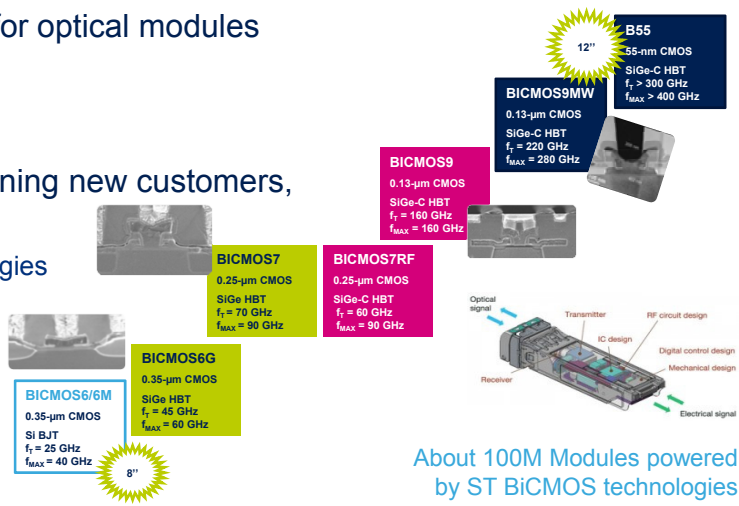 or optical modules
ning new customers,
gies
12’’
B55
55-nm CMOS
SiGe-C HBT
fT > 300 GHz
fMAX > 400 GHz
BICMOS9MW
0.13-µm CMOS
SiGe-C HBT
fT = 220 GHz
fMAX = 280 GHz
BICMOS9
0.13-µm CMOS
SiGe-C HBT
fT = 160 GHz
fMAX = 160 GHz
BICMOS7
0.25-µm CMOS
SiGe HBT
fT = 70 GHz
fMAX = 90 GHz
BICMOS7RF
0.25-µm CMOS
SiGe-C HBT
fT = 60 GHz
fMAX = 90 GHz
BICMOS6G
0.35-µm CMOS
SiGe HBT
fT = 45 GHz
fMAX = 60 GHz
BICMOS6/6M
0.35-µm CMOS
Si BJT
fT = 25 GHz
fMAX = 40 GHz
8’’
Optical
signal
Transmitter
RF circuit design
IC design
Digital control design
Mechanical design
Receiver
Electrical signal
About 100M Modules powered
by ST BiCMOS technologies